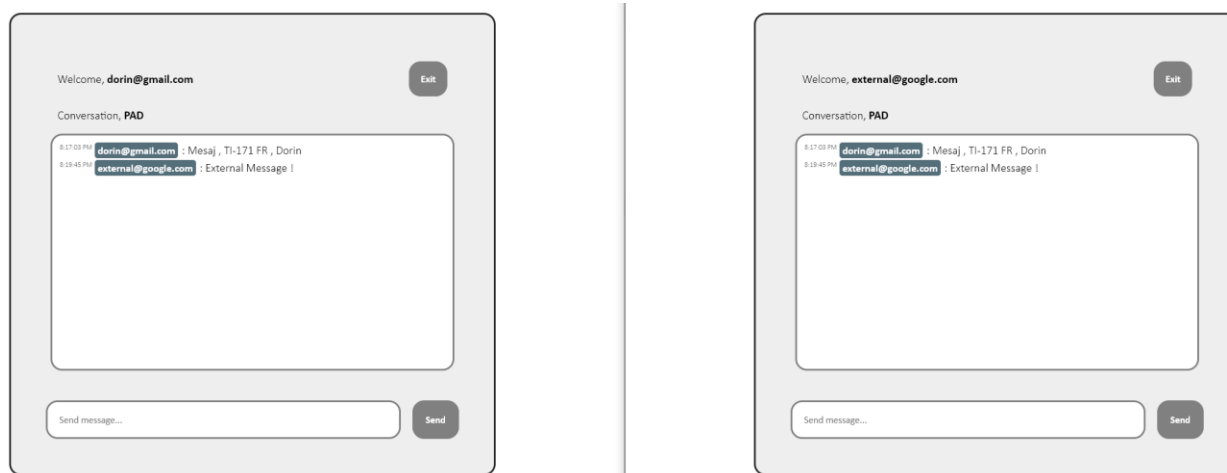 Welcome, dorin@gmail.com
Exit
Conversation, PAD
8:17:03 PM dorin@gmail.com : Mesaj , TI-171 FR , Dorin
8:19:45 PM external@google.com : External Message !
Send message...
Send
Welcome, external@google.com
Exit
Conversation, PAD
8:17:03 PM dorin@gmail.com : Mesaj , TI-171 FR , Dorin
8:19:45 PM external@google.com : External Message !
Send message...
Send